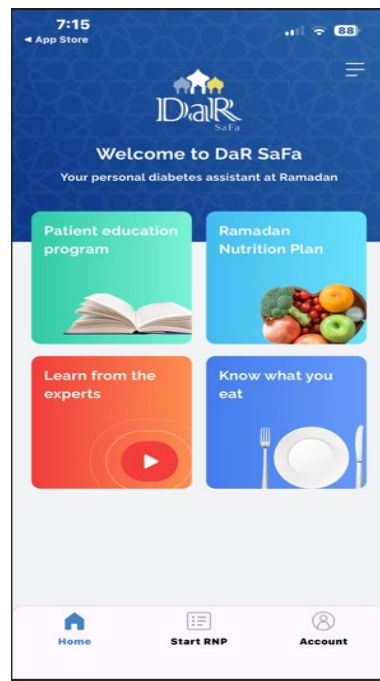 7:15
88
◀ App Store
DaR
SaFa
Welcome to DaR SaFa
Your personal diabetes assistant at Ramadan
Patient education
program
Ramadan
Nutrition Plan
Learn from the
experts
Know what you
eat
Home
Start RNP
Account